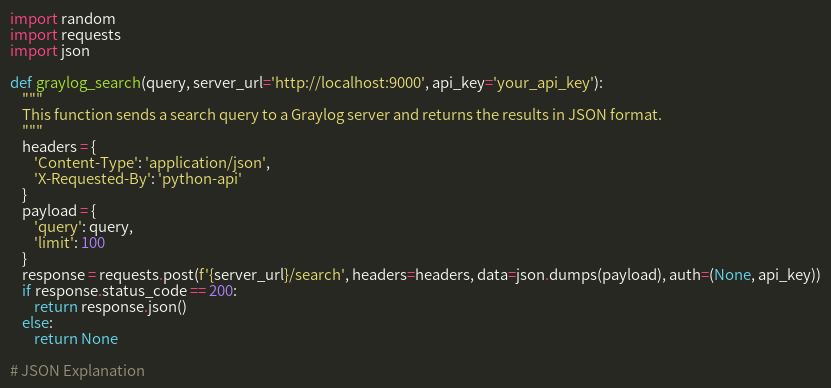 import random
import requests
import json

def graylog_search(query, server_url='http://localhost:9000', api_key='your_api_key'):
    """
    This function sends a search query to a Graylog server and returns the results in JSON format.
    """
    headers = {
        'Content-Type': 'application/json',
        'X-Requested-By': 'python-api'
    }
    payload = {
        'query': query,
        'limit': 100
    }
    response = requests.post(f'{server_url}/search', headers=headers, data=json.dumps(payload), auth=(None, api_key))
    if response.status_code == 200:
        return response.json()
    else:
        return None

# JSON Explanation